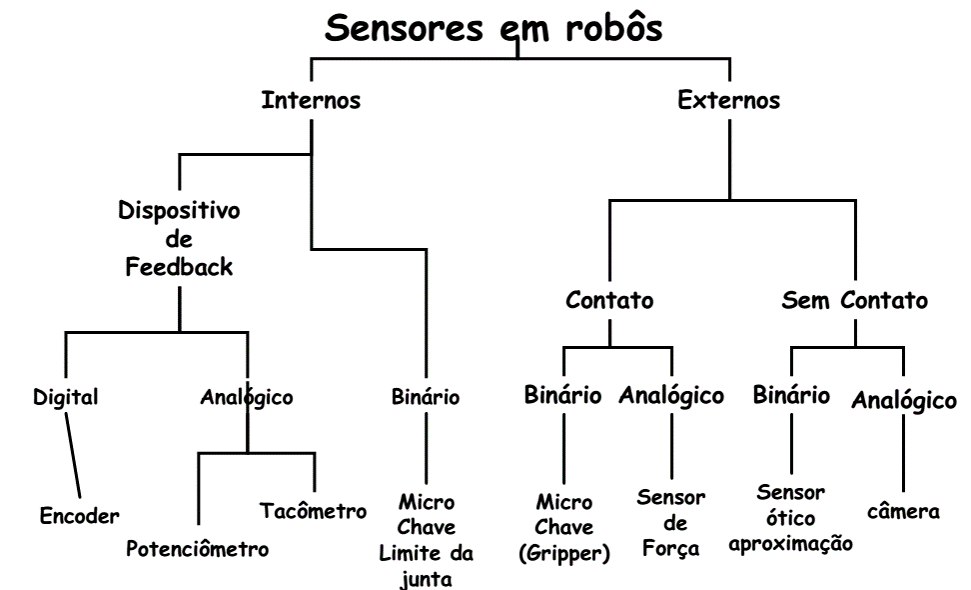 Sensores em robôs
Internos
Externos
Dispositivo
de
Feedback
Contato
Sem Contato
Digital
Analógico
Binário
Binário
Analógico
Binário
Analógico
Encoder
Potenciômetro
Tacômetro
Micro
Chave
Limite da
junta
Micro
Chave
(Gripper)
Sensor
de
Força
Sensor
ótico
aproximação
câmera